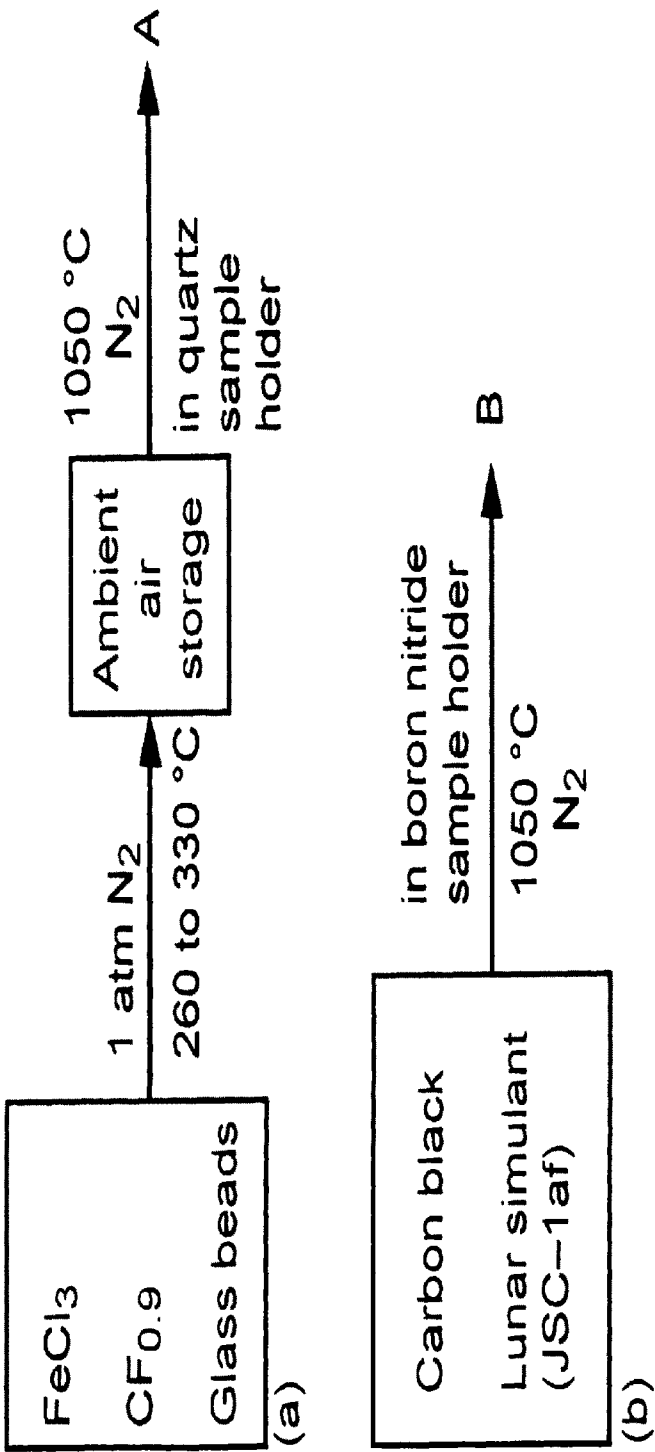 FeCl3
CF0.9
Glass beads
1 atm N2
260 to 330 °C
Ambient
air
storage
1050 °C
N2
in quartz
sample
holder
A
(a)
Carbon black
Lunar simulant
(JSC–1af)
in boron nitride
sample holder
1050 °C
N2
B
(b)